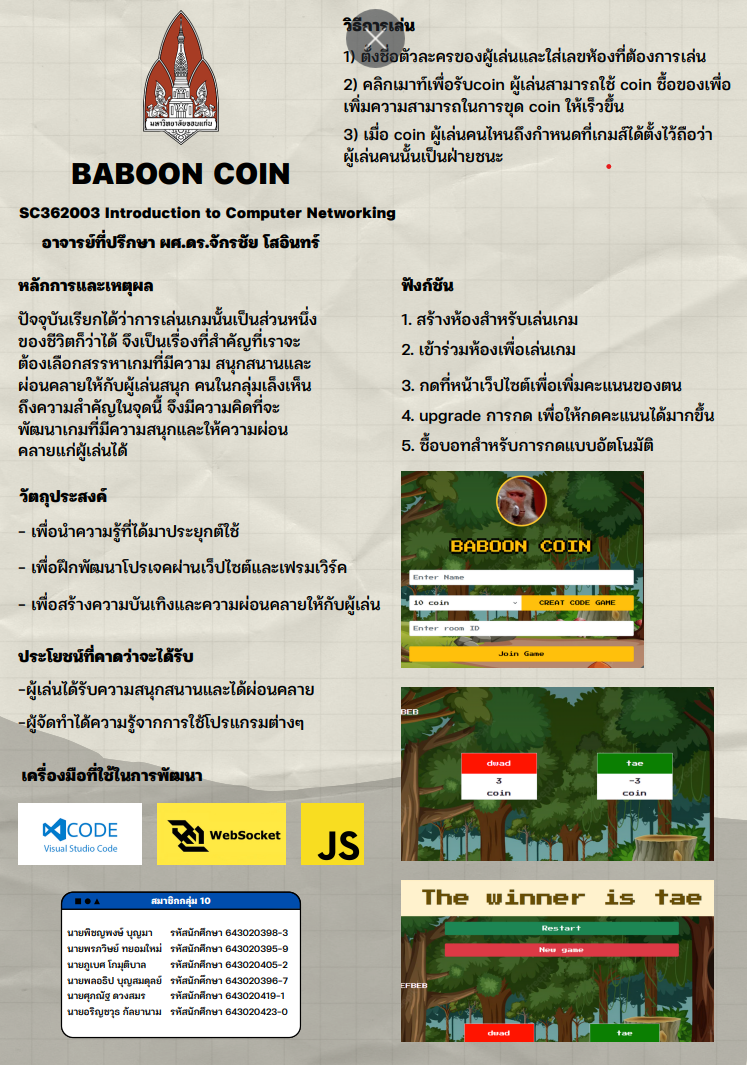 มหาวิทยาลัยขอนแก่น
BABOON COIN
SC362003 Introduction to Computer Networking
อาจารย์ที่ปรึกษา ผศ.ดร.จักรชัย โสอินทร์
วิธีการเล่น
1) ตั้งชื่อตัวละครของผู้เล่นและใส่เลขห้องที่ต้องการเล่น
2) คลิกเมาท์เพื่อรับcoin ผู้เล่นสามารถใช้ coin ซื้อของเพื่อ
เพิ่มความสามารถในการขุด coin ให้เร็วขึ้น
3) เมื่อ coin ผู้เล่นคนไหนถึงกำหนดที่เกมส์ได้ตั้งไว้ถือว่า
ผู้เล่นคนนั้นเป็นฝ่ายชนะ
หลักการและเหตุผล
ปัจจุบันเรียกได้ว่าการเล่นเกมนั้นเป็นส่วนหนึ่ง
ของชีวิตก็ว่าได้ จึงเป็นเรื่องที่สำคัญที่เราจะ
ต้องเลือกสรรหาเกมที่มีความ สนุกสนานและ
ผ่อนคลายให้กับผู้เล่นสนุก คนในกลุ่มเล็งเห็น
ถึงความสำคัญในจุดนี้ จึงมีความคิดที่จะ
พัฒนาเกมที่มีความสนุกและให้ความผ่อน
คลายแก่ผู้เล่นได้
วัตถุประสงค์
- เพื่อนำความรู้ที่ได้มาประยุกต์ใช้
- เพื่อฝึกพัฒนาโปรเจคผ่านเว็ปไซต์และเฟรมเวิร์ค
- เพื่อสร้างความบันเทิงและความผ่อนคลายให้กับผู้เล่น
ประโยชน์ที่คาดว่าจะได้รับ
-ผู้เล่นได้รับความสนุกสนานและได้ผ่อนคลาย
-ผู้จัดทำได้ความรู้จากการใช้โปรแกรมต่างๆ
เครื่องมือที่ใช้ในการพัฒนา
CODE
Visual Studio Code
WebSocket
JS
สมาชิกกลุ่ม 10
นายพิชญพงษ์ บุญมา รหัสนักศึกษา 643020398-3
นายพรภวิษย์ ทยอมใหม่ รหัสนักศึกษา 643020395-9
นายภูเบศ โกมุติบาล รหัสนักศึกษา 643020405-2
นายพลอธิป บุญสมดุลย์ รหัสนักศึกษา 643020396-7
นายศุภณัฐ ดวงสมร รหัสนักศึกษา 643020419-1
นายอริญชวุธ กัลยานาม รหัสนักศึกษา 643020423-0
ฟังก์ชัน
1. สร้างห้องสำหรับเล่นเกม
2. เข้าร่วมห้องเพื่อเล่นเกม
3. กดที่หน้าเว็ปไซต์เพื่อเพิ่มคะแนนของตน
4. upgrade การกด เพื่อให้กดคะแนนได้มากขึ้น
5. ซื้อบอทสำหรับการกดแบบอัตโนมัติ
BABOON COIN
Enter Name
10 coin CREAT CODE GAME
Enter room ID
Join Game
BEB
dwad tae
3 -3
coin coin
The winner is tae
Restart
New game
EFBEB
dwad tae